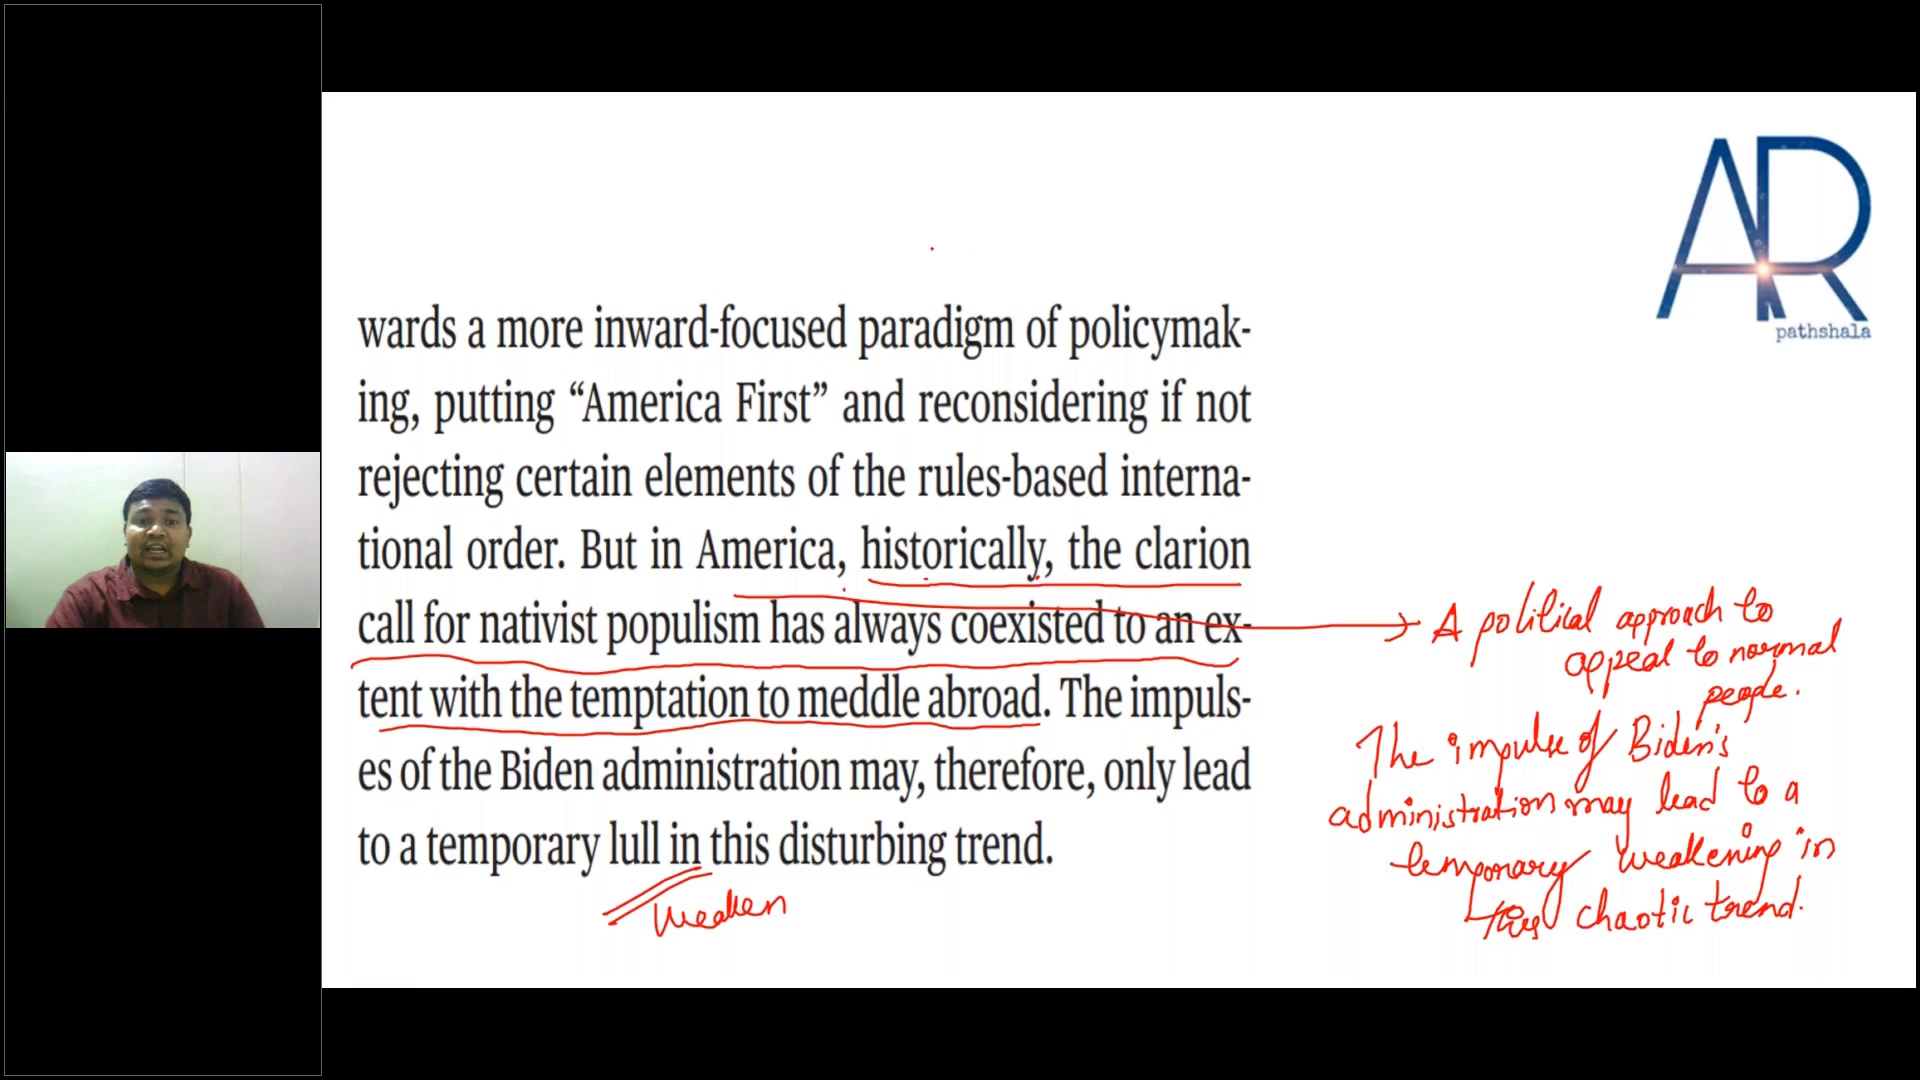 AR
pathshala
wards a more inward-focused paradigm of policymak-
ing, putting “America First” and reconsidering if not
rejecting certain elements of the rules-based interna-
tional order. But in America, historically, the clarion
call for nativist populism has always coexisted to an ex-
tent with the temptation to meddle abroad. The impuls-
es of the Biden administration may, therefore, only lead
to a temporary lull in this disturbing trend.
Weaken
A political approach to
appeal to normal
people.
The impulse of Biden's
administration may lead to a
temporary weakening in
this chaotic trend.